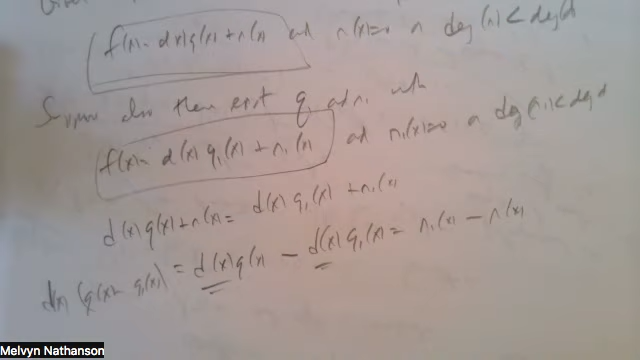 Given
f(x) = d(x)q(x) + r(x) and r(x)=0 or deg(r) < deg(d)
Suppose also there exist q₁ and r₁ with
f(x) = d(x) q₁(x) + r₁(x) and r₁(x)=0 or deg(r₁) < deg d
d(x)q(x)+r(x) = d(x) q₁(x) + r₁(x)
d(x) (q(x) - q₁(x)) = d(x)q(x) - d(x)q₁(x) = r₁(x) - r(x)
Melvyn Nathanson